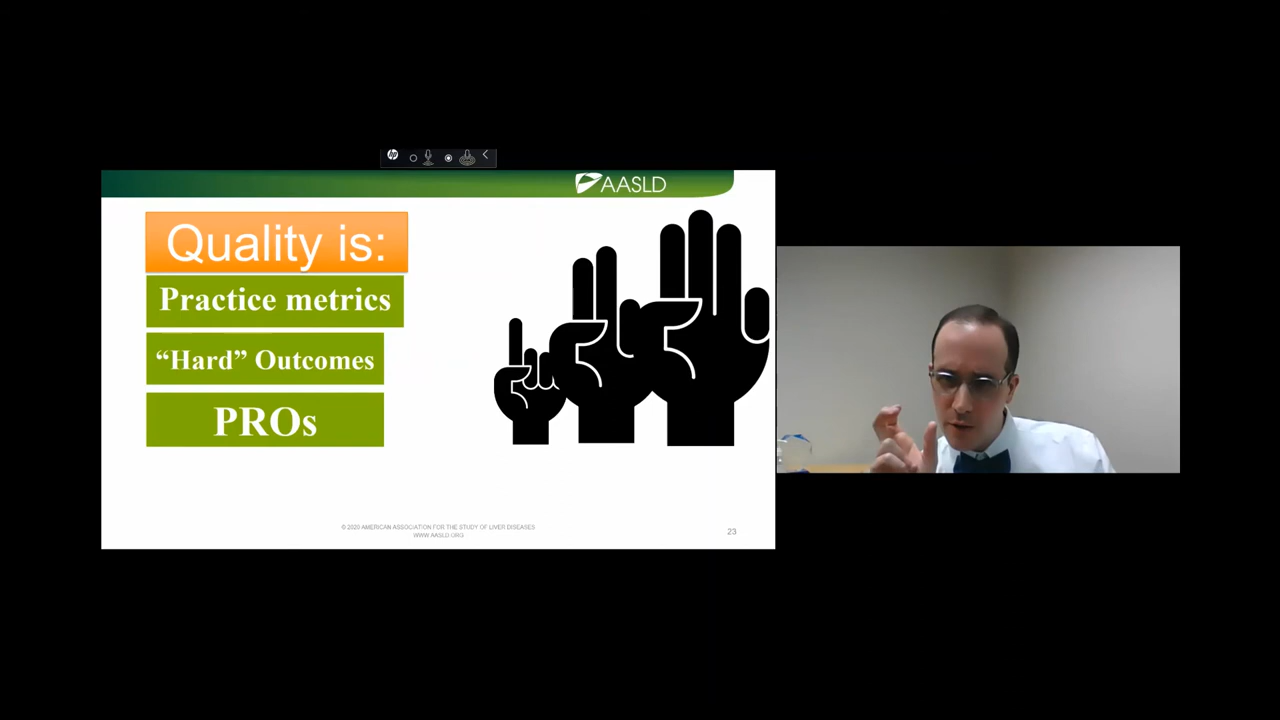 hp
AASLD
Quality is:
Practice metrics
“Hard” Outcomes
PROs
© 2020 AMERICAN ASSOCIATION FOR THE STUDY OF LIVER DISEASES
WWW.AASLD.ORG
23